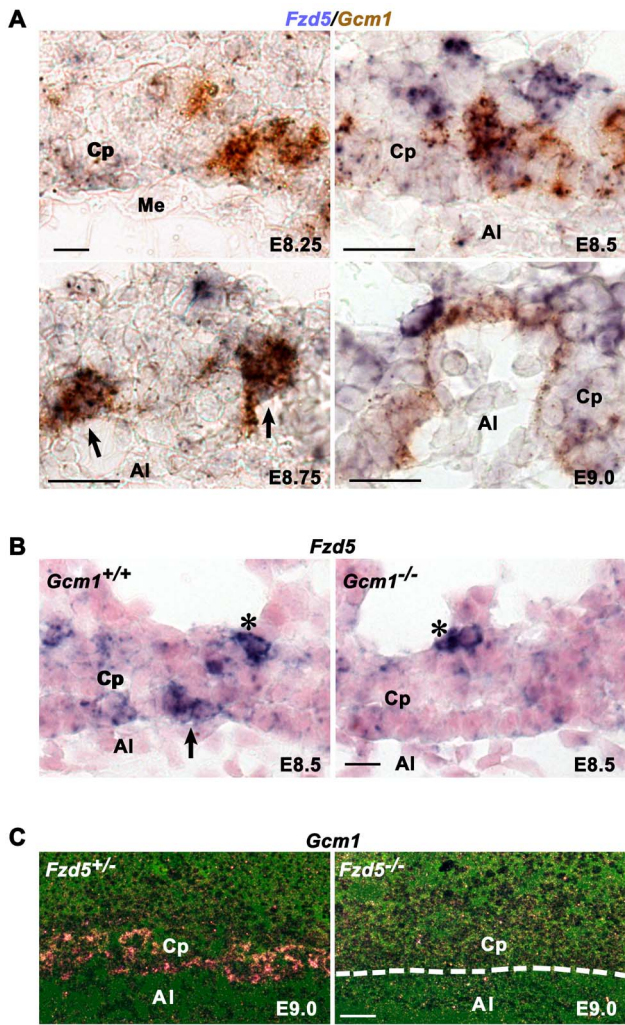 A
Fzd5/Gcm1
Cp
Me
E8.25
Cp
Al
E8.5
Al
E8.75
Cp
Al
E9.0
B
Fzd5
Gcm1+/+
*
Cp
Al
E8.5
Gcm1-/-
*
Cp
Al
E8.5
C
Gcm1
Fzd5+/-
Cp
Al
E9.0
Fzd5-/-
Cp
Al
E9.0